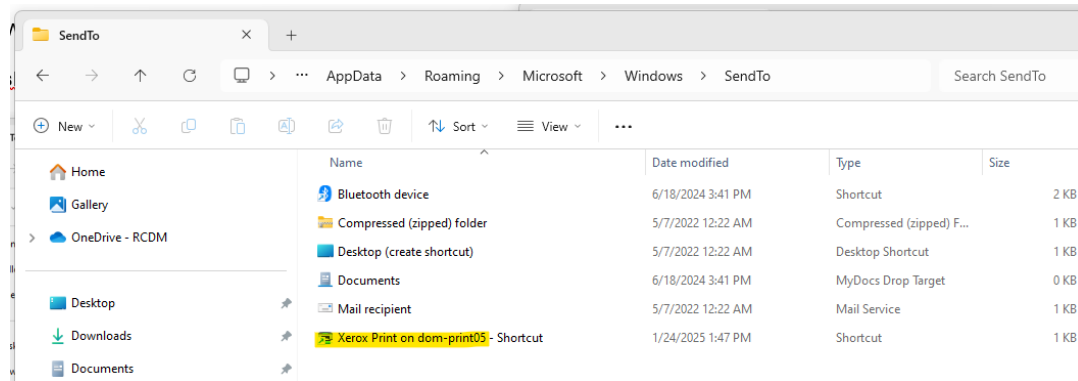 SendTo
AppData > Roaming > Microsoft > Windows > SendTo
Search SendTo
New
Sort
View
Home
Gallery
OneDrive - RCDM
Desktop
Downloads
Documents
Name Date modified Type Size
Bluetooth device 6/18/2024 3:41 PM Shortcut 2 KB
Compressed (zipped) folder 5/7/2022 12:22 AM Compressed (zipped) F... 1 KB
Desktop (create shortcut) 5/7/2022 12:22 AM Desktop Shortcut 1 KB
Documents 6/18/2024 3:41 PM MyDocs Drop Target 0 KB
Mail recipient 5/7/2022 12:22 AM Mail Service 1 KB
Xerox Print on dom-print05 - Shortcut 1/24/2025 1:47 PM Shortcut 1 KB